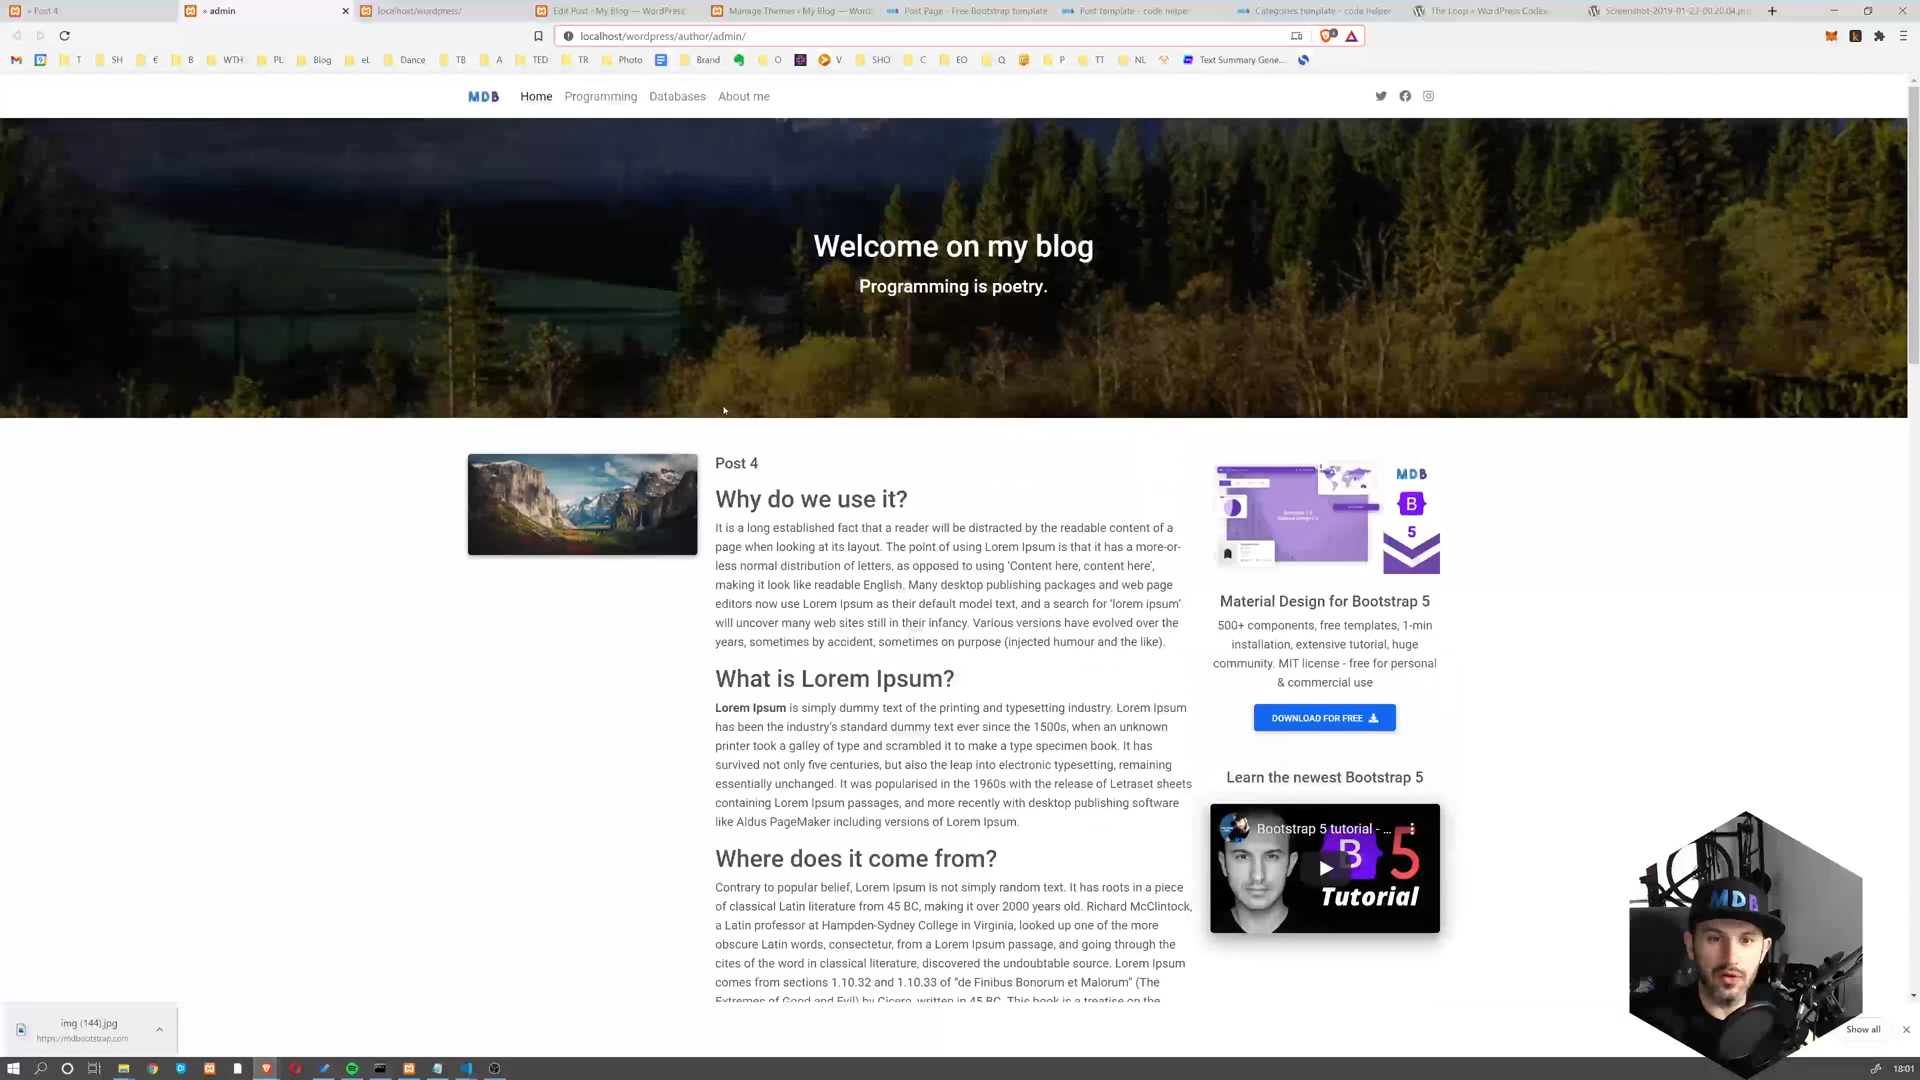 » Post 4
» admin
localhost/wordpress/
Edit Post ‹ My Blog — WordPress
Manage Themes ‹ My Blog — Word
Post Page - Free Bootstrap template
Post template - code helper
Categories template - code helper
The Loop « WordPress Codex
Screenshot-2019-01-23-00.20.04.pn
localhost/wordpress/author/admin/
T
SH
€
B
WTH
PL
Blog
eL
Dance
TB
A
TED
TR
Photo
Brand
O
V
SHO
C
EO
Q
P
TT
NL
Text Summary Gene...
MDB
Home
Programming
Databases
About me
Welcome on my blog
Programming is poetry.
Post 4
Why do we use it?
It is a long established fact that a reader will be distracted by the readable content of a
page when looking at its layout. The point of using Lorem Ipsum is that it has a more-or-
less normal distribution of letters, as opposed to using ‘Content here, content here’,
making it look like readable English. Many desktop publishing packages and web page
editors now use Lorem Ipsum as their default model text, and a search for ‘lorem ipsum’
will uncover many web sites still in their infancy. Various versions have evolved over the
years, sometimes by accident, sometimes on purpose (injected humour and the like).
What is Lorem Ipsum?
Lorem Ipsum is simply dummy text of the printing and typesetting industry. Lorem Ipsum
has been the industry’s standard dummy text ever since the 1500s, when an unknown
printer took a galley of type and scrambled it to make a type specimen book. It has
survived not only five centuries, but also the leap into electronic typesetting, remaining
essentially unchanged. It was popularised in the 1960s with the release of Letraset sheets
containing Lorem Ipsum passages, and more recently with desktop publishing software
like Aldus PageMaker including versions of Lorem Ipsum.
Where does it come from?
Contrary to popular belief, Lorem Ipsum is not simply random text. It has roots in a piece
of classical Latin literature from 45 BC, making it over 2000 years old. Richard McClintock,
a Latin professor at Hampden-Sydney College in Virginia, looked up one of the more
obscure Latin words, consectetur, from a Lorem Ipsum passage, and going through the
cites of the word in classical literature, discovered the undoubtable source. Lorem Ipsum
comes from sections 1.10.32 and 1.10.33 of “de Finibus Bonorum et Malorum” (The
Extremes of Good and Evil) by Cicero, written in 45 BC. This book is a treatise on the
MDB
B
5
Material Design for Bootstrap 5
500+ components, free templates, 1-min
installation, extensive tutorial, huge
community. MIT license - free for personal
& commercial use
DOWNLOAD FOR FREE
Learn the newest Bootstrap 5
Bootstrap 5 tutorial - ...
B 5
Tutorial
MDB
img (144).jpg
https://mdbootstrap.com
Show all
18:01